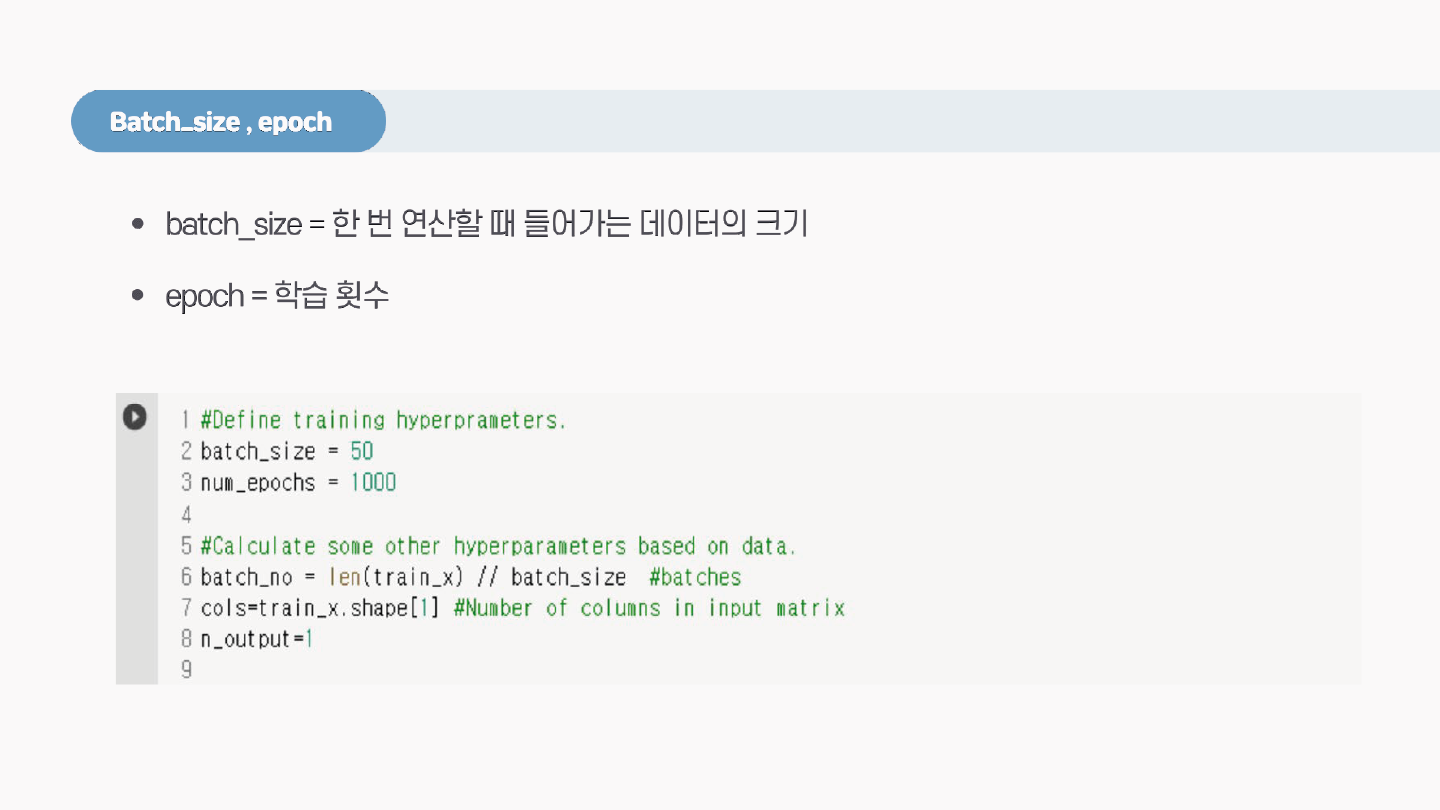 Batch_size , epoch
• batch_size = 한 번 연산할 때 들어가는 데이터의 크기
• epoch = 학습 횟수
1 #Define training hyperprameters.
2 batch_size = 50
3 num_epochs = 1000
4
5 #Calculate some other hyperparameters based on data.
6 batch_no = len(train_x) // batch_size  #batches
7 cols=train_x.shape[1] #Number of columns in input matrix
8 n_output=1
9